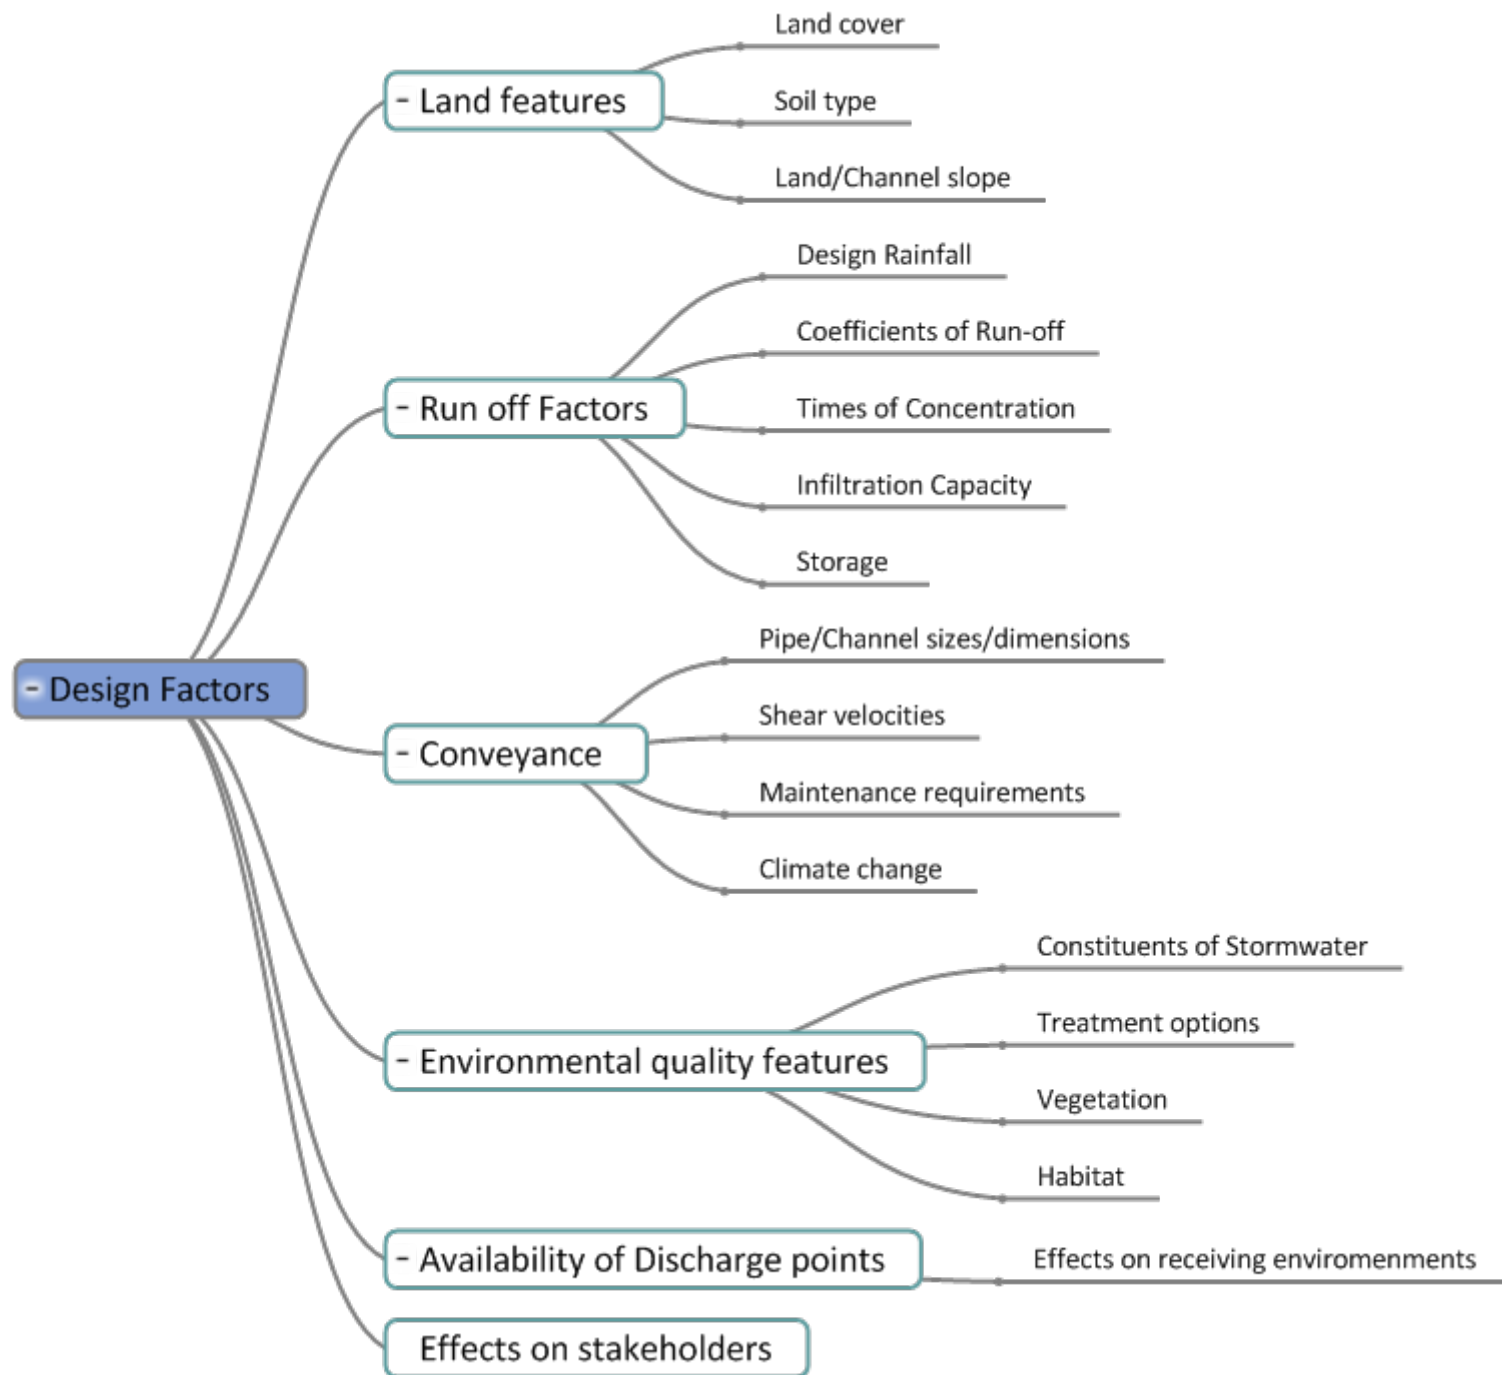 Land cover
- Land features
Soil type
Land/Channel slope
Design Rainfall
Coefficients of Run-off
- Run off Factors
Times of Concentration
Infiltration Capacity
Storage
Pipe/Channel sizes/dimensions
- Design Factors
Shear velocities
- Conveyance
Maintenance requirements
Climate change
Constituents of Stormwater
Treatment options
- Environmental quality features
Vegetation
Habitat
- Availability of Discharge points
Effects on receiving enviromenments
Effects on stakeholders